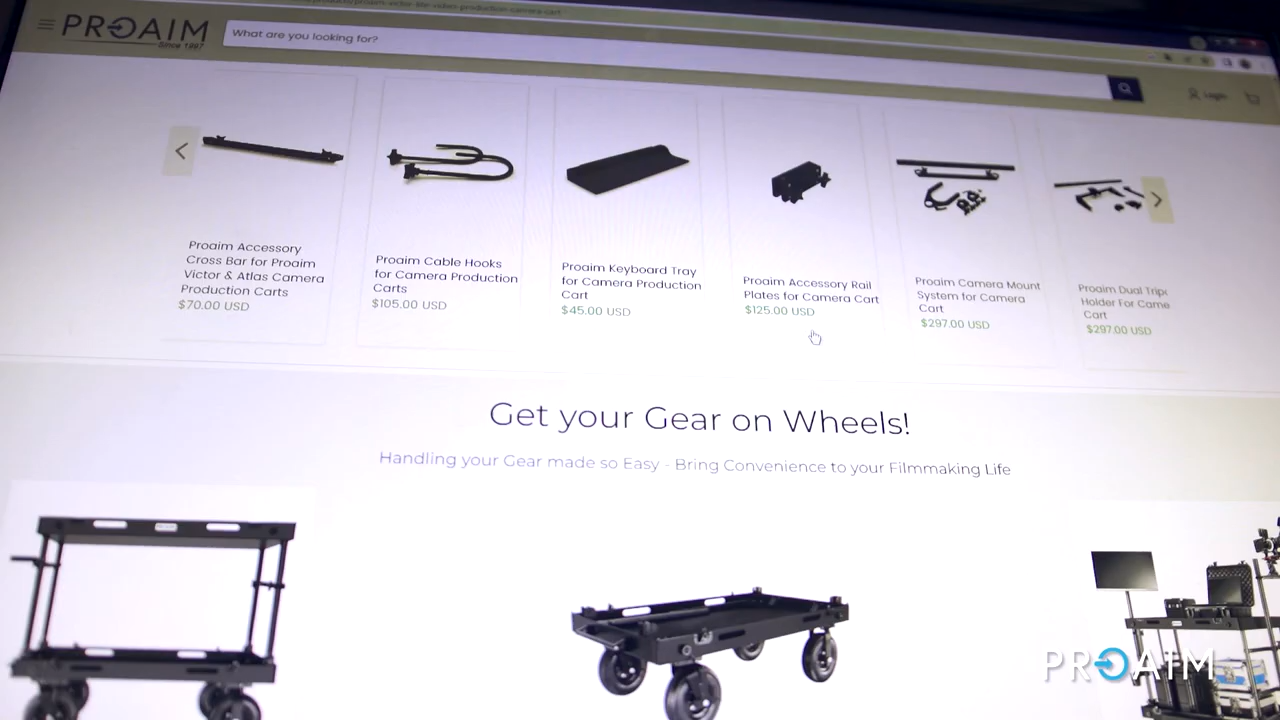 PROAIM
Since 1997
What are you looking for?
Login
Proaim Accessory
Cross Bar for Proaim
Victor & Atlas Camera
Production Carts
$70.00 USD
Proaim Cable Hooks
for Camera Production
Carts
$105.00 USD
Proaim Keyboard Tray
for Camera Production
Cart
$45.00 USD
Proaim Accessory Rail
Plates for Camera Cart
$125.00 USD
Proaim Camera Mount
System for Camera
Cart
$297.00 USD
Proaim Dual Trip
Holder For Came
Cart
$297.00 USD
Get your Gear on Wheels!
Handling your Gear made so Easy - Bring Convenience to your Filmmaking Life
PROAIM